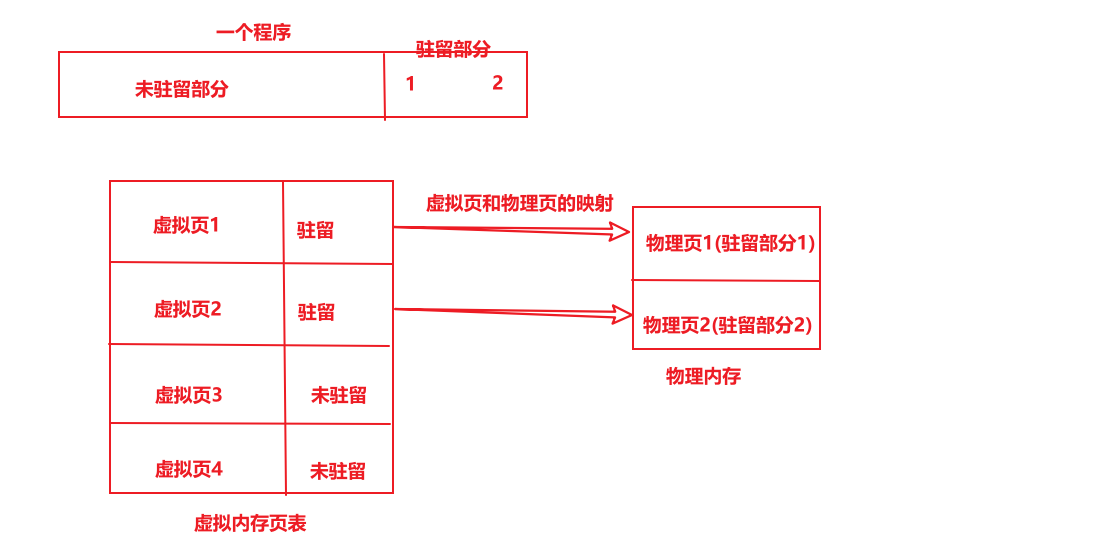 一个程序
驻留部分
未驻留部分
1
2
虚拟页1
驻留
虚拟页和物理页的映射
物理页1(驻留部分1)
虚拟页2
驻留
物理页2(驻留部分2)
物理内存
虚拟页3
未驻留
虚拟页4
未驻留
虚拟内存页表